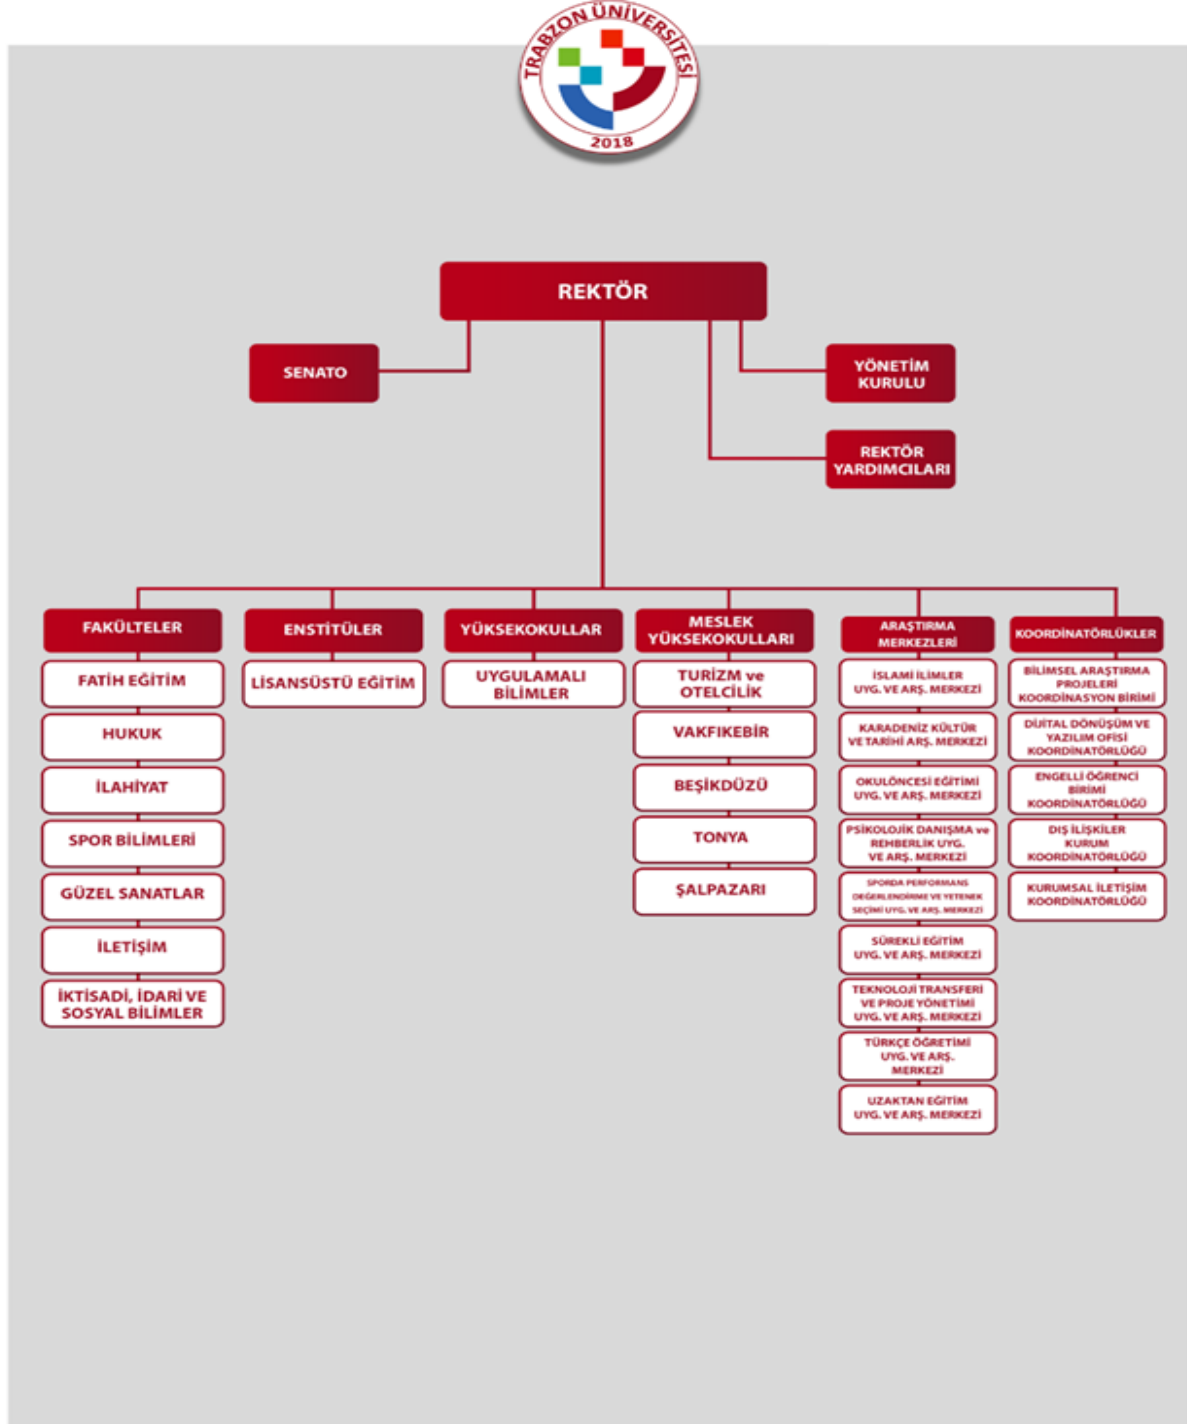 TRABZON ÜNİVERSİTESİ
2018
REKTÖR
SENATO
YÖNETİM
KURULU
REKTÖR
YARDIMCILARI
FAKÜLTELER
FATİH EĞİTİM
HUKUK
İLAHİYAT
SPOR BİLİMLERİ
GÜZEL SANATLAR
İLETİŞİM
İKTİSADİ, İDARİ VE
SOSYAL BİLİMLER
ENSTİTÜLER
LİSANSÜSTÜ EĞİTİM
YÜKSEKOKULLAR
UYGULAMALI
BİLİMLER
MESLEK
YÜKSEKOKULLARI
TURİZM ve
OTELCİLİK
VAKFIKEBİR
BEŞİKDÜZÜ
TONYA
ŞALPAZARI
ARAŞTIRMA
MERKEZLERİ
İSLAMİ İLİMLER
UYG. VE ARŞ. MERKEZİ
KARADENİZ KÜLTÜR
VE TARİHİ ARŞ. MERKEZİ
OKULÖNCESİ EĞİTİMİ
UYG. VE ARŞ. MERKEZİ
PSİKOLOJİK DANIŞMA ve
REHBERLİK UYG.
VE ARŞ. MERKEZİ
SPORDA PERFORMANS
DEĞERLENDİRME VE YETENEK
SEÇİMİ UYG. VE ARŞ. MERKEZİ
SÜREKLİ EĞİTİM
UYG. VE ARŞ. MERKEZİ
TEKNOLOJİ TRANSFERİ
VE PROJE YÖNETİMİ
UYG. VE ARŞ. MERKEZİ
TÜRKÇE ÖĞRETİMİ
UYG. VE ARŞ.
MERKEZİ
UZAKTAN EĞİTİM
UYG. VE ARŞ. MERKEZİ
KOORDİNATÖRLÜKLER
BİLİMSEL ARAŞTIRMA
PROJELERİ
KOORDİNASYON BİRİMİ
DİJİTAL DÖNÜŞÜM VE
YAZILIM OFİSİ
KOORDİNATÖRLÜĞÜ
ENGELLİ ÖĞRENCİ
BİRİMİ
KOORDİNATÖRLÜĞÜ
DIŞ İLİŞKİLER
KURUM
KOORDİNATÖRLÜĞÜ
KURUMSAL İLETİŞİM
KOORDİNATÖRLÜĞÜ